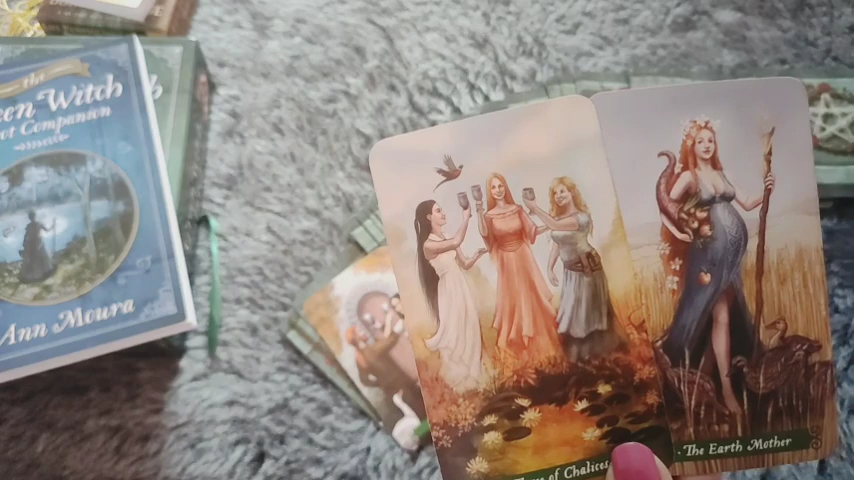 the
een Witch
ot Companion
Ann Moura
of Chalices
The Earth Mother